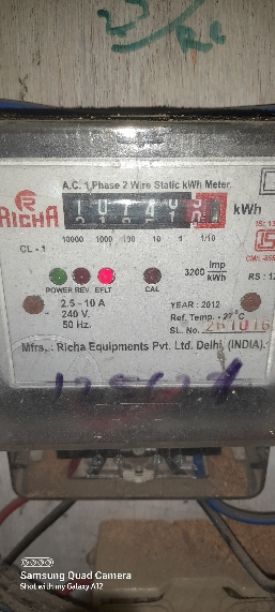 RICHA
A.C. 1 Phase 2 Wire Static kWh Meter.
kWh
CL - 1
10000 1000 100 10 1 1/10
3200 Imp
kWh
POWER REV. EFLT CAL
2.5 - 10 A
240 V.
50 Hz.
YEAR : 2012
Ref. Temp. - 27°C
SL. No.
Mfrs. : Richa Equipments Pvt. Ltd. Delhi, (INDIA).
Samsung Quad Camera
Shot with my Galaxy A12